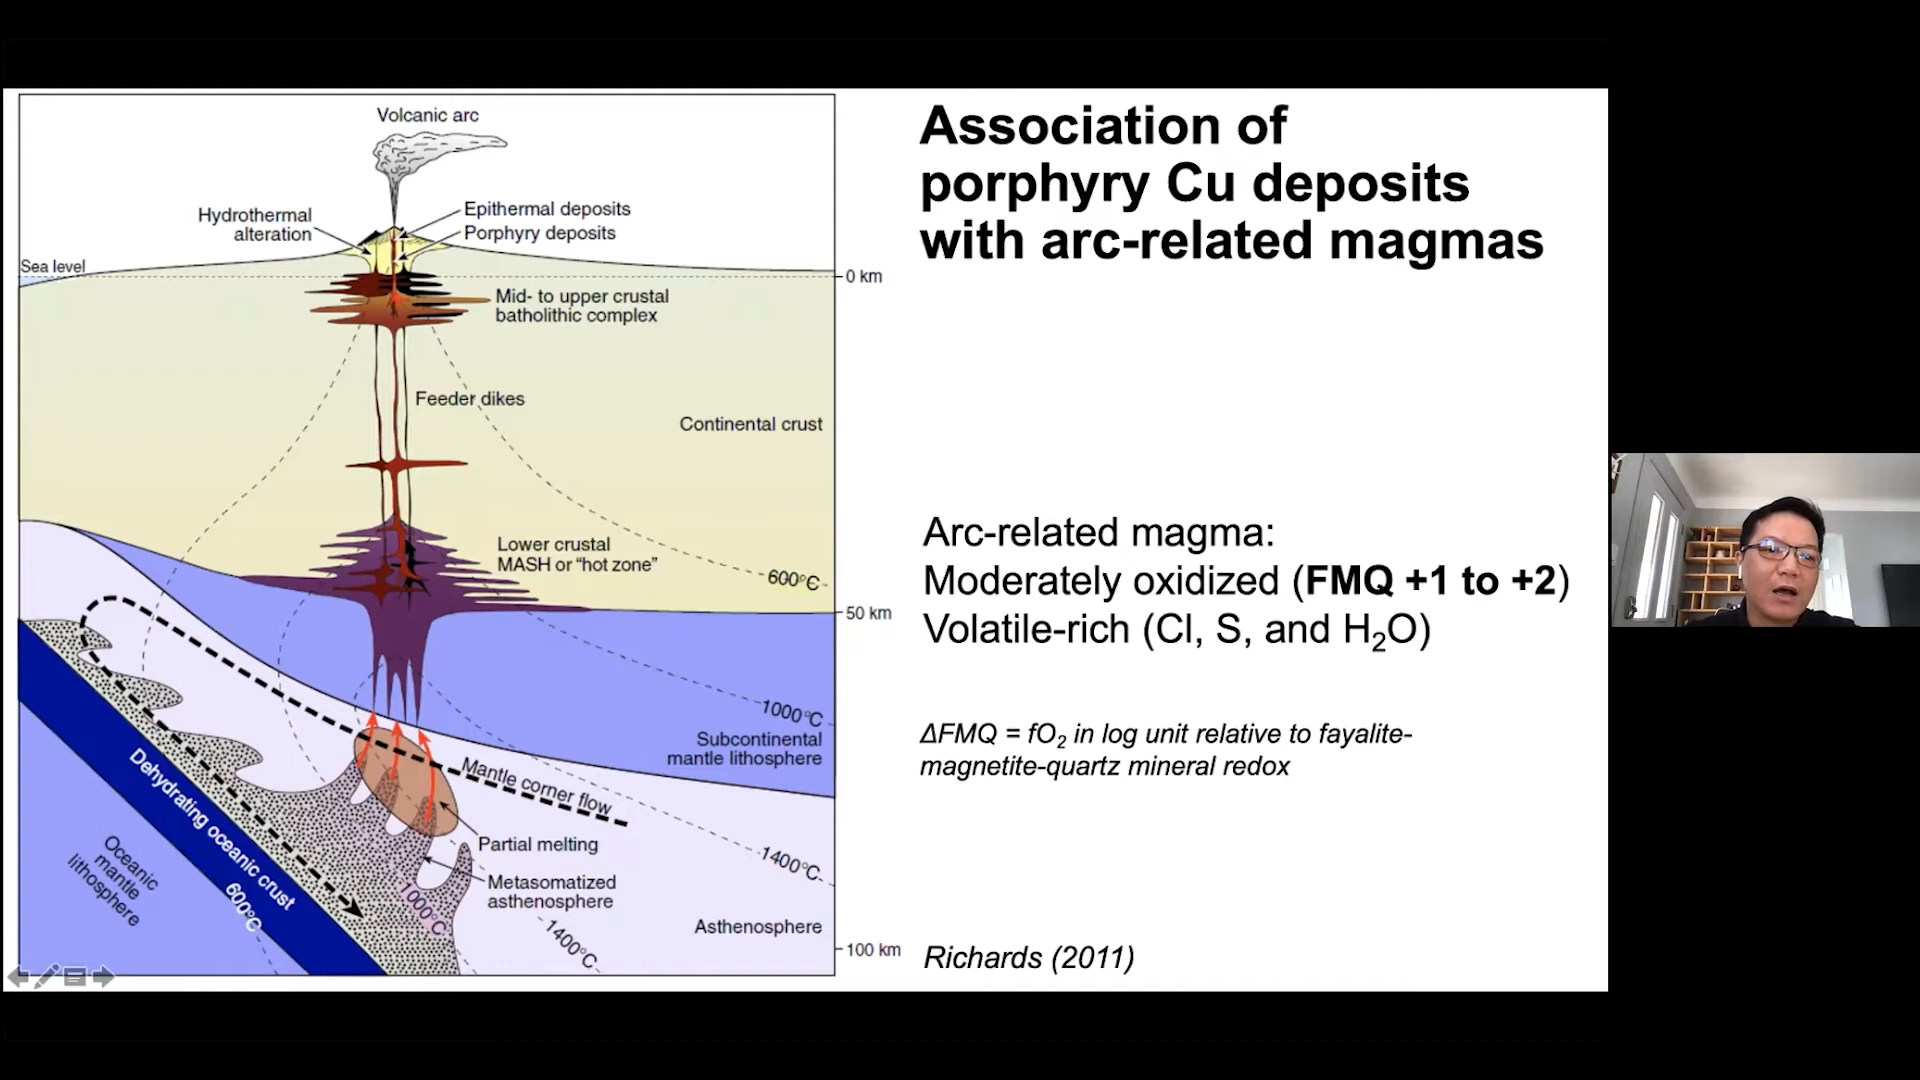 Volcanic arc
Hydrothermal
alteration
Epithermal deposits
Porphyry deposits
Sea level
0 km
Mid- to upper crustal
batholithic complex
Feeder dikes
Continental crust
Lower crustal
MASH or “hot zone”
600°C
50 km
1000°C
Subcontinental
mantle lithosphere
Mantle corner flow
Dehydrating oceanic crust
Oceanic
mantle
lithosphere
600°C
Partial melting
1400°C
Metasomatized
asthenosphere
1000°C
1400°C
Asthenosphere
100 km
Association of
porphyry Cu deposits
with arc-related magmas
Arc-related magma:
Moderately oxidized (FMQ +1 to +2)
Volatile-rich (Cl, S, and H₂O)
ΔFMQ = fO₂ in log unit relative to fayalite-
magnetite-quartz mineral redox
Richards (2011)